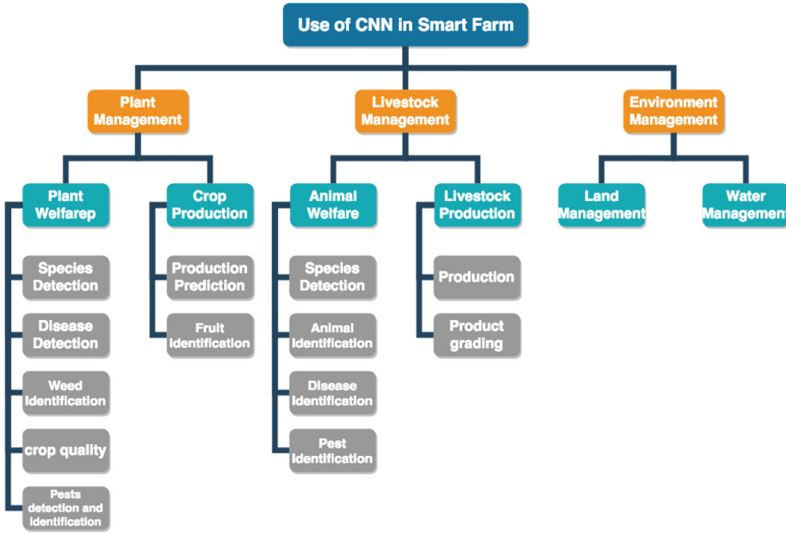 Use of CNN in Smart Farm
Plant
Management
Livestock
Management
Environment
Management
Plant
Welfarep
Crop
Production
Animal
Welfare
Livestock
Production
Land
Management
Water
Management
Species
Detection
Production
Prediction
Species
Detection
Production
Disease
Detection
Fruit
Identification
Animal
Identification
Product
grading
Weed
Identification
Disease
Identification
crop quality
Pest
Identification
Pests
detection and
identification